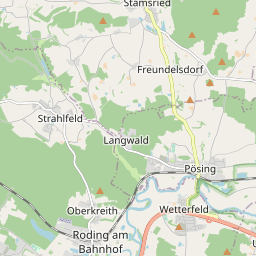 Stamsried
Freundelsdorf
Strahlfeld
Langwald
Pösing
Oberkreith
Wetterfeld
Roding am
Bahnhof